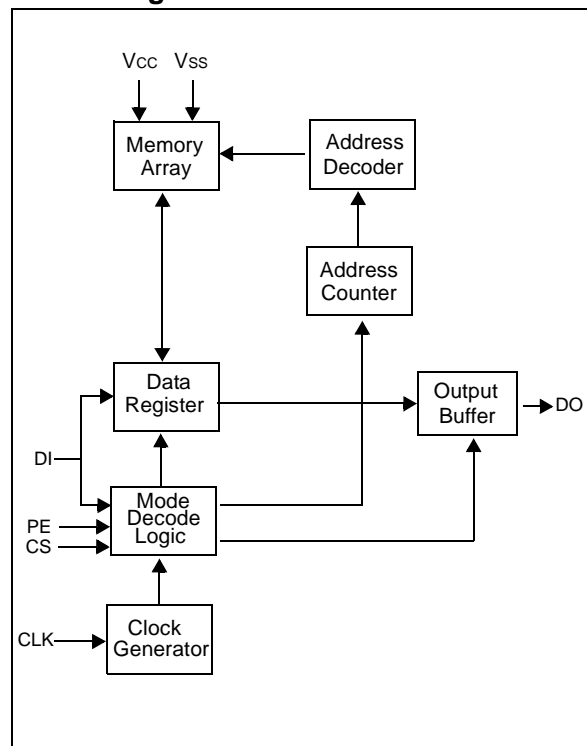 VCC VSS
Memory
Array
Address
Decoder
Address
Counter
Data
Register
Output
Buffer
DO
DI
Mode
Decode
Logic
PE
CS
Clock
Generator
CLK